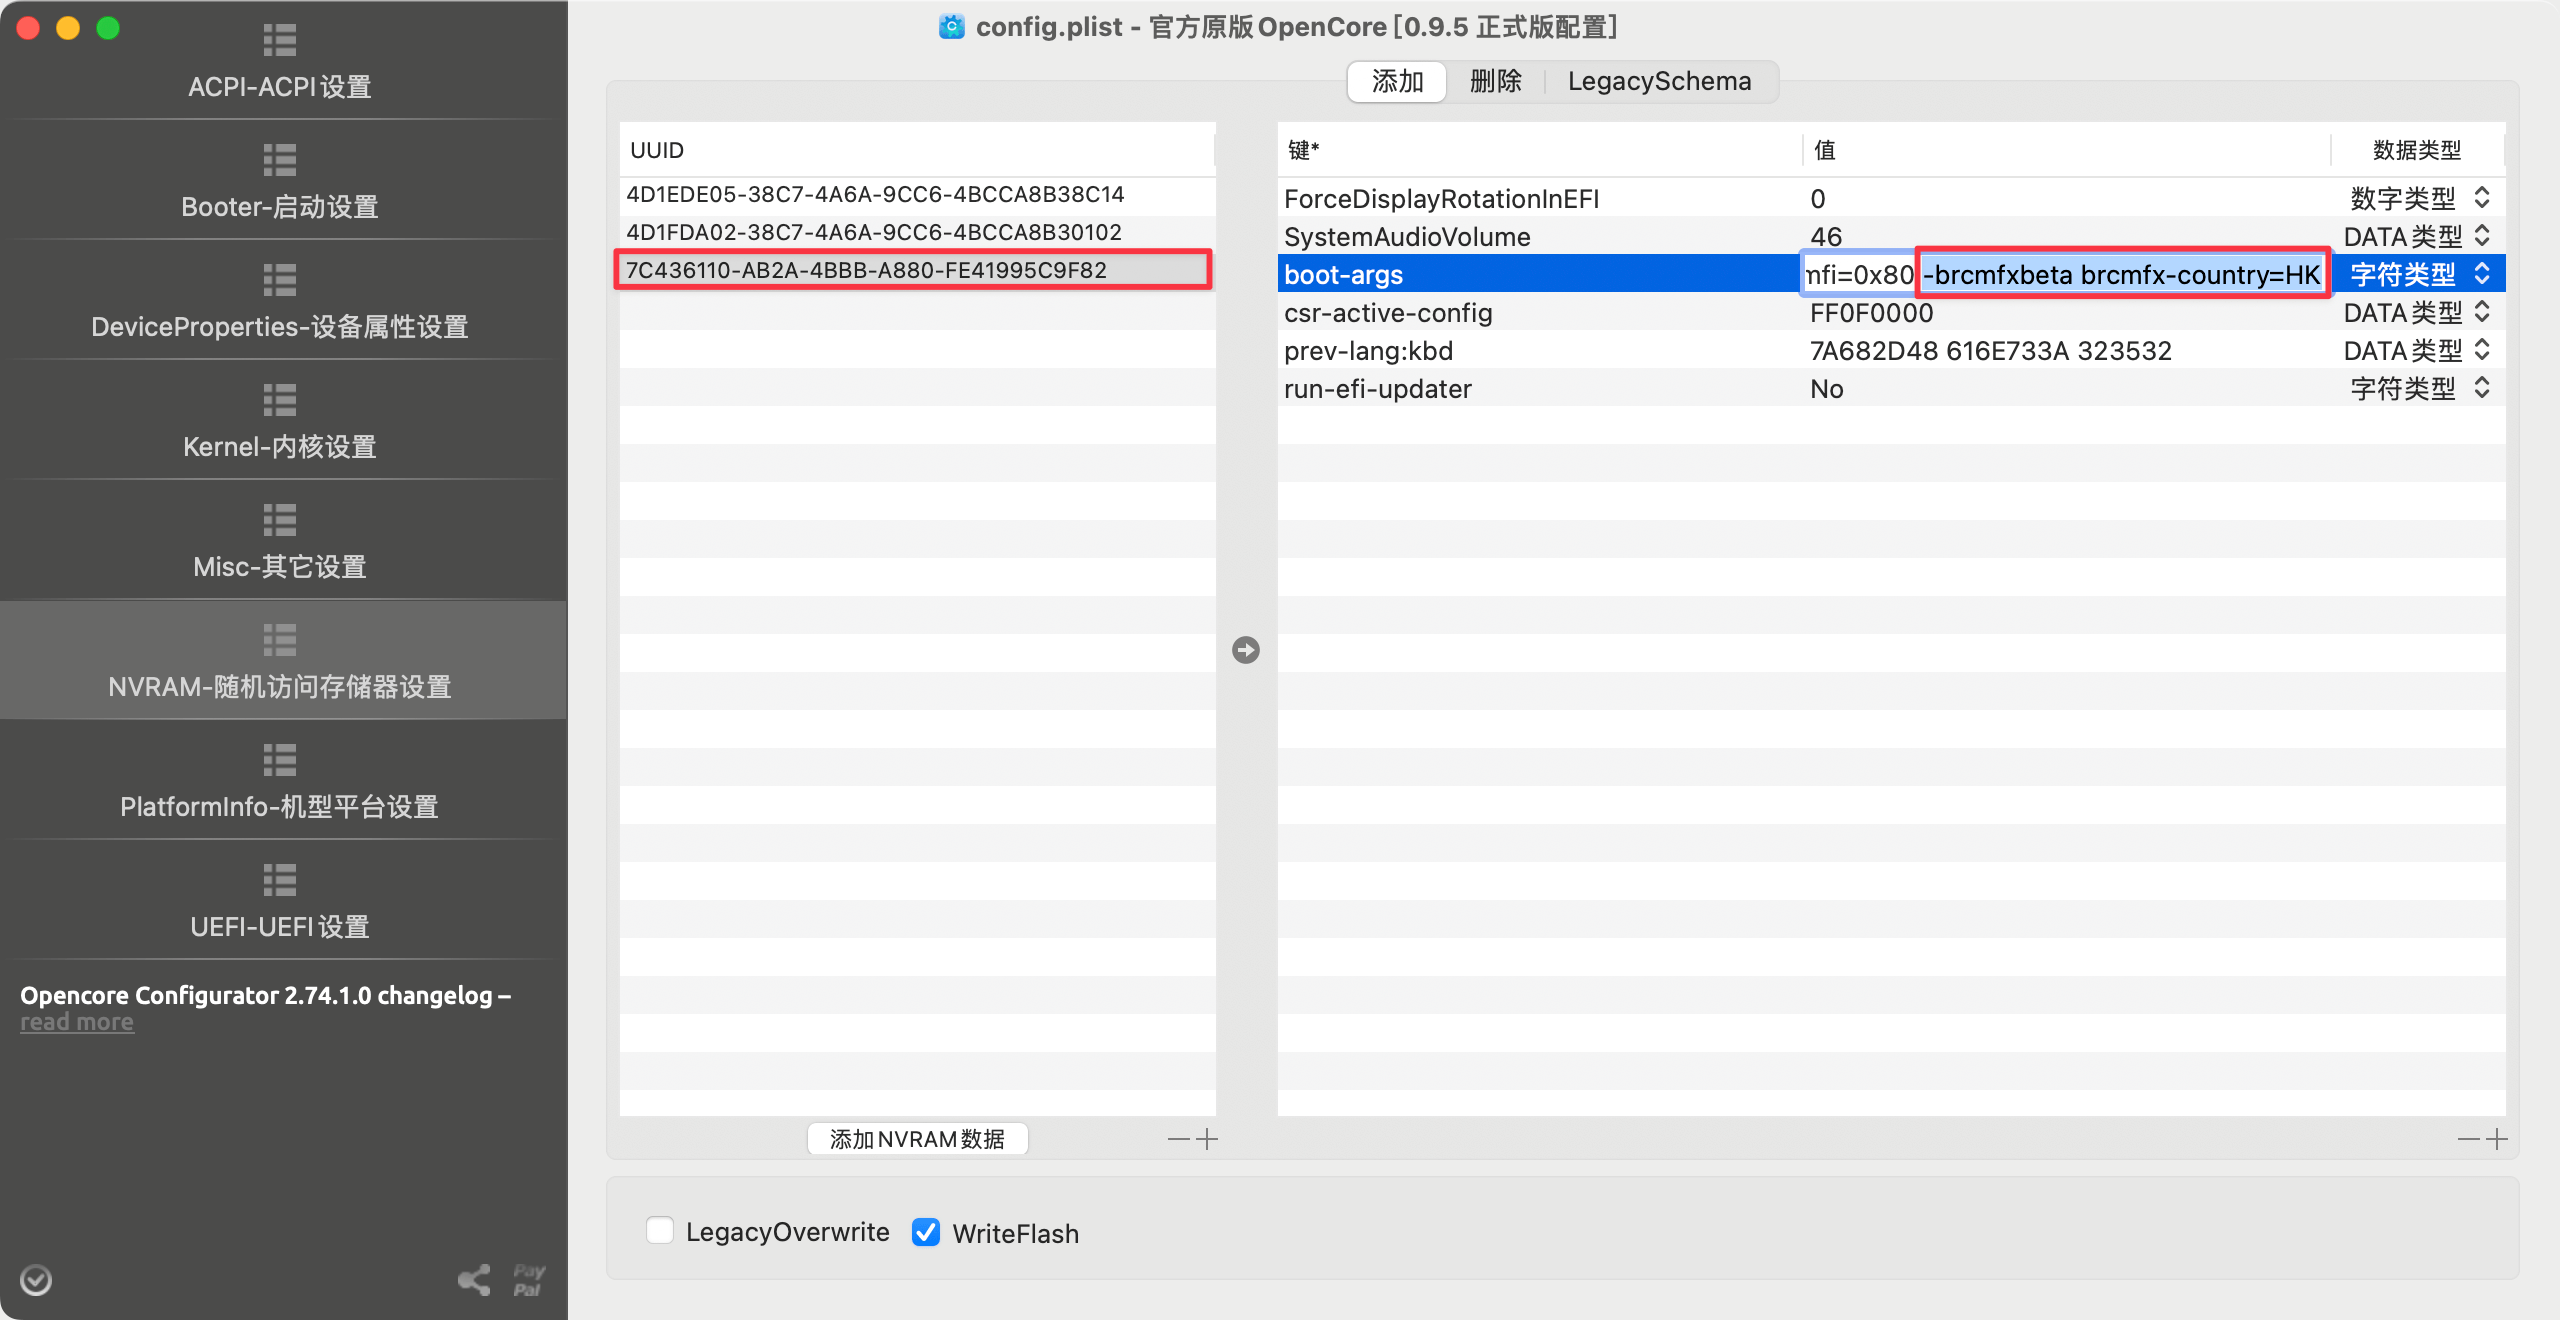 config.plist - 官方原版OpenCore[0.9.5 正式版配置]
ACPI-ACPI设置
Booter-启动设置
DeviceProperties-设备属性设置
Kernel-内核设置
Misc-其它设置
NVRAM-随机访问存储器设置
PlatformInfo-机型平台设置
UEFI-UEFI设置
Opencore Configurator 2.74.1.0 changelog –
read more
Pay
Pal
添加 删除 LegacySchema
UUID
4D1EDE05-38C7-4A6A-9CC6-4BCCA8B38C14
4D1FDA02-38C7-4A6A-9CC6-4BCCA8B30102
7C436110-AB2A-4BBB-A880-FE41995C9F82
添加NVRAM数据
键* 值 数据类型
ForceDisplayRotationInEFI 0 数字类型
SystemAudioVolume 46 DATA类型
boot-args mfi=0x80 -brcmfxbeta brcmfx-country=HK 字符类型
csr-active-config FF0F0000 DATA类型
prev-lang:kbd 7A682D48 616E733A 323532 DATA类型
run-efi-updater No 字符类型
LegacyOverwrite WriteFlash